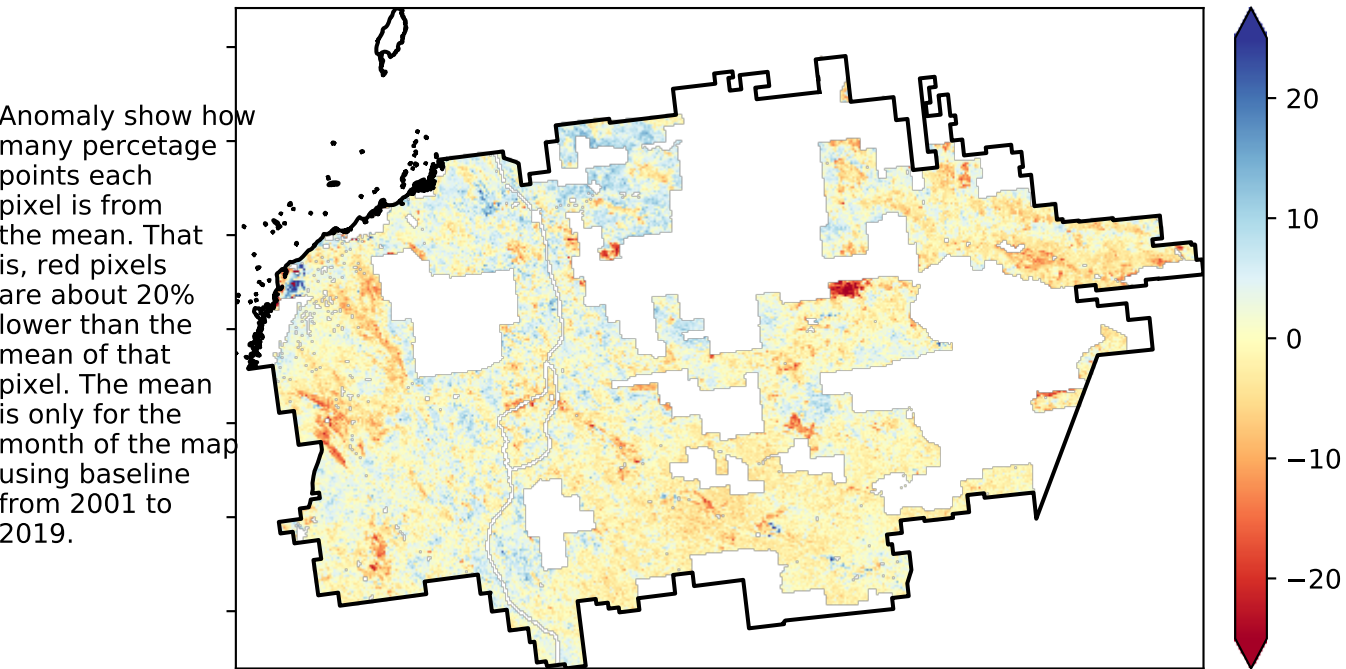 Anomaly show how
many percetage
points each
pixel is from
the mean. That
is, red pixels
are about 20%
lower than the
mean of that
pixel. The mean
is only for the
month of the map
using baseline
from 2001 to
2019.
20
10
0
−10
−20